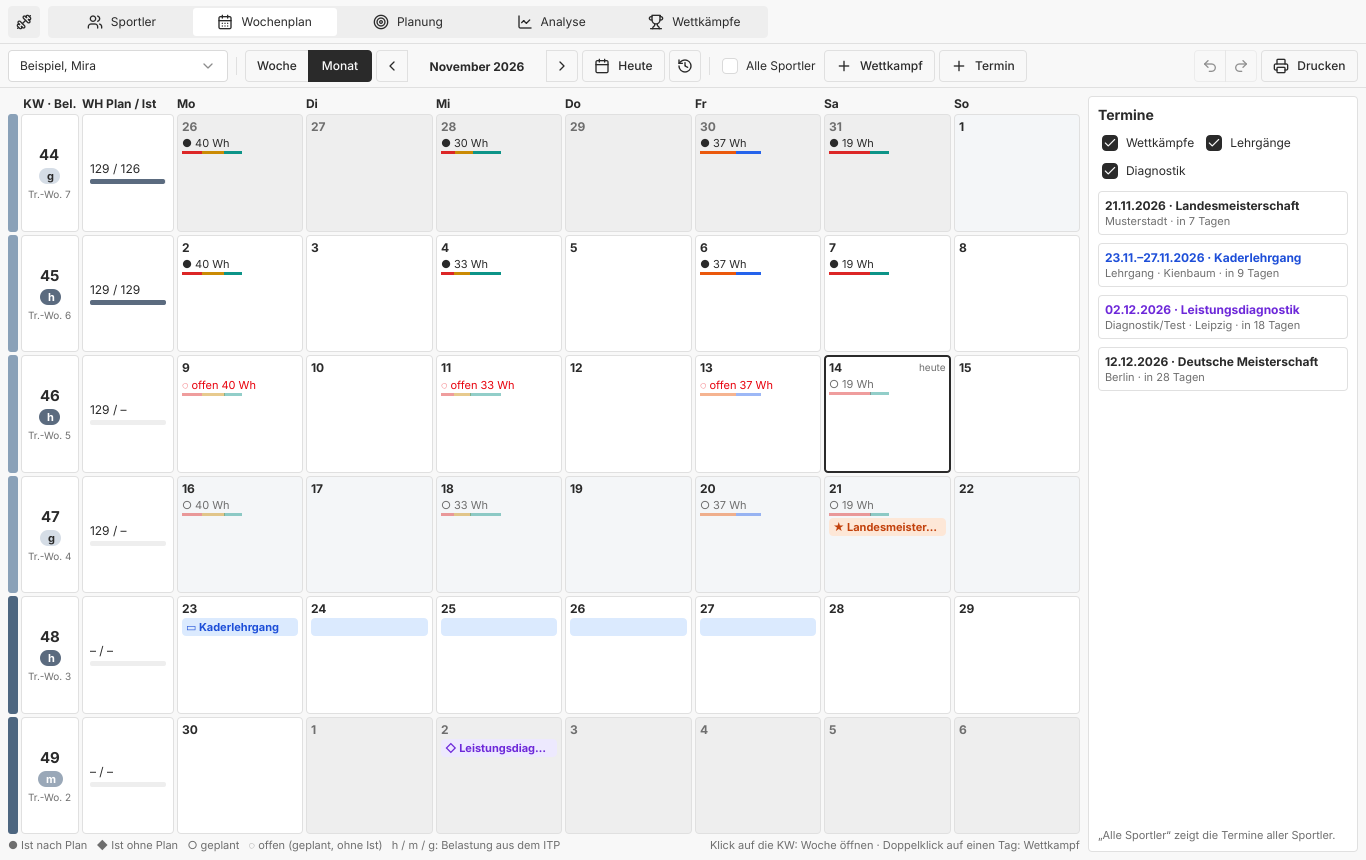 Sportler Wochenplan Planung Analyse Wettkämpfe
Beispiel, Mira Woche Monat November 2026 Heute Alle Sportler Wettkampf Termin Drucken
KW · Bel. WH Plan / Ist Mo Di Mi Do Fr Sa So
44
g
Tr.-Wo. 7
129 / 126
26
● 40 Wh
27
28
● 30 Wh
29
30
● 37 Wh
31
● 19 Wh
1
45
h
Tr.-Wo. 6
129 / 129
2
● 40 Wh
3
4
● 33 Wh
5
6
● 37 Wh
7
● 19 Wh
8
46
h
Tr.-Wo. 5
129 / –
9
○ offen 40 Wh
10
11
○ offen 33 Wh
12
13
○ offen 37 Wh
14 heute
○ 19 Wh
15
47
g
Tr.-Wo. 4
129 / –
16
○ 40 Wh
17
18
○ 33 Wh
19
20
○ 37 Wh
21
○ 19 Wh
★ Landesmeister...
22
48
h
Tr.-Wo. 3
– / –
23
▭ Kaderlehrgang
24
25
26
27
28
29
49
m
Tr.-Wo. 2
– / –
30
1
2
◇ Leistungsdiag...
3
4
5
6
● Ist nach Plan ◆ Ist ohne Plan ○ geplant ○ offen (geplant, ohne Ist) h / m / g: Belastung aus dem ITP
Klick auf die KW: Woche öffnen · Doppelklick auf einen Tag: Wettkampf
Termine
Wettkämpfe Lehrgänge
Diagnostik
21.11.2026 · Landesmeisterschaft
Musterstadt · in 7 Tagen
23.11.–27.11.2026 · Kaderlehrgang
Lehrgang · Kienbaum · in 9 Tagen
02.12.2026 · Leistungsdiagnostik
Diagnostik/Test · Leipzig · in 18 Tagen
12.12.2026 · Deutsche Meisterschaft
Berlin · in 28 Tagen
„Alle Sportler“ zeigt die Termine aller Sportler.